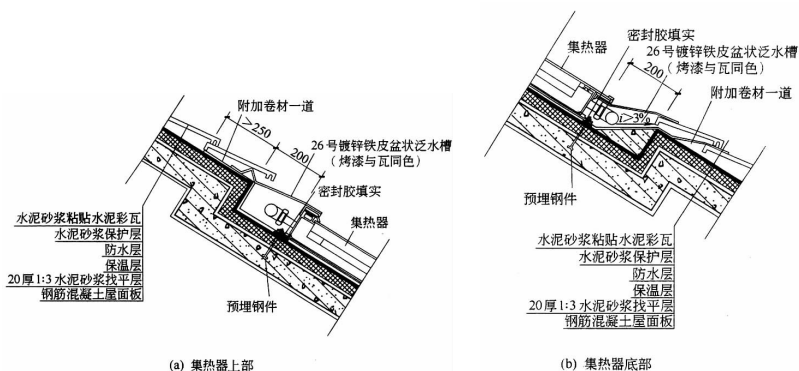 附加卷材一道
>250
200
26号镀锌铁皮盆状泛水槽
(烤漆与瓦同色)
密封胶填实
集热器
水泥砂浆粘贴水泥彩瓦
水泥砂浆保护层
防水层
保温层
20厚1:3水泥砂浆找平层
钢筋混凝土屋面板
预埋钢件
(a) 集热器上部
密封胶填实
集热器
26号镀锌铁皮盆状泛水槽
200
(烤漆与瓦同色)
附加卷材一道
i>3%
预埋钢件
水泥砂浆粘贴水泥彩瓦
水泥砂浆保护层
防水层
保温层
20厚1:3水泥砂浆找平层
钢筋混凝土屋面板
(b) 集热器底部